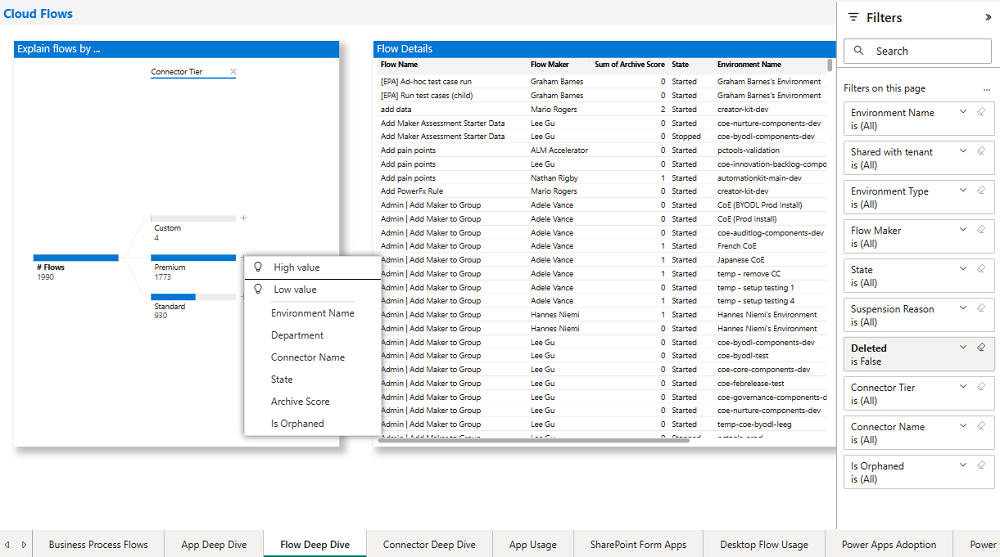 Cloud Flows
Explain flows by ...
Connector Tier
Custom
4
# Flows
1990
Premium
1773
Standard
930
High value
Low value
Environment Name
Department
Connector Name
State
Archive Score
Is Orphaned
Flow Details
Flow Name Flow Maker Sum of Archive Score State Environment Name
[EPA] Ad-hoc test case run Graham Barnes 0 Started Graham Barnes's Environment
[EPA] Run test cases (child) Graham Barnes 0 Started Graham Barnes's Environment
add data Mario Rogers 2 Started creator-kit-dev
Add Maker Assessment Starter Data Lee Gu 0 Started coe-nurture-components-dev
Add Maker Assessment Starter Data Lee Gu 0 Stopped coe-byodl-components-dev
Add pain points ALM Accelerator 0 Started pctools-validation
Add pain points Lee Gu 0 Started coe-innovation-backlog-compo
Add pain points Nathan Rigby 1 Started automationkit-main-dev
Add PowerFx Rule Mario Rogers 0 Started creator-kit-dev
Admin | Add Maker to Group Adele Vance 0 Started CoE (BYODL Prod Install)
Admin | Add Maker to Group Adele Vance 0 Started CoE (Prod Install)
Admin | Add Maker to Group Adele Vance 0 Started coe-auditlog-components-dev
Admin | Add Maker to Group Adele Vance 1 Started French CoE
Admin | Add Maker to Group Adele Vance 1 Started Japanese CoE
Admin | Add Maker to Group Adele Vance 1 Started temp - remove CC
Admin | Add Maker to Group Adele Vance 1 Started temp - setup testing 1
Admin | Add Maker to Group Adele Vance 1 Started temp - setup testing 4
Admin | Add Maker to Group Hannes Niemi 1 Started Hannes Niemi's Environment
Admin | Add Maker to Group Hannes Niemi 0 Started Hannes Niemi's Environment
Admin | Add Maker to Group Lee Gu 0 Started coe-byodl-components-dev
Admin | Add Maker to Group Lee Gu 0 Started coe-byodl-test
Admin | Add Maker to Group Lee Gu 0 Started coe-core-components-dev
Admin | Add Maker to Group Lee Gu 0 Started coe-febrelease-test
Admin | Add Maker to Group Lee Gu 0 Started coe-governance-components-d
Admin | Add Maker to Group Lee Gu 0 Started coe-nurture-components-dev
Admin | Add Maker to Group Lee Gu 0 Started temp-coe-byodl-leeg
Admin | Add Maker to Group Lee Gu 0 Stopped pctools-prod
Filters
Search
Filters on this page ...
Environment Name
is (All)
Shared with tenant
is (All)
Environment Type
is (All)
Flow Maker
is (All)
State
is (All)
Suspension Reason
is (All)
Deleted
is False
Connector Tier
is (All)
Connector Name
is (All)
Is Orphaned
is (All)
Business Process Flows App Deep Dive Flow Deep Dive Connector Deep Dive App Usage SharePoint Form Apps Desktop Flow Usage Power Apps Adoption Power